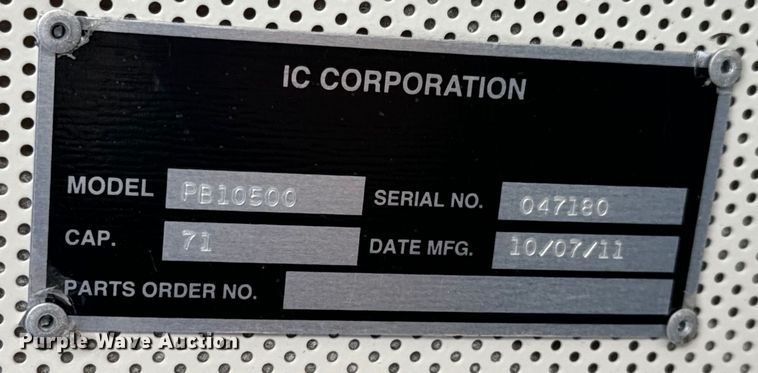 IC CORPORATION
MODEL PB10500 SERIAL NO. 047180
CAP. 71 DATE MFG. 10/07/11
PARTS ORDER NO.
Purple Wave Auction